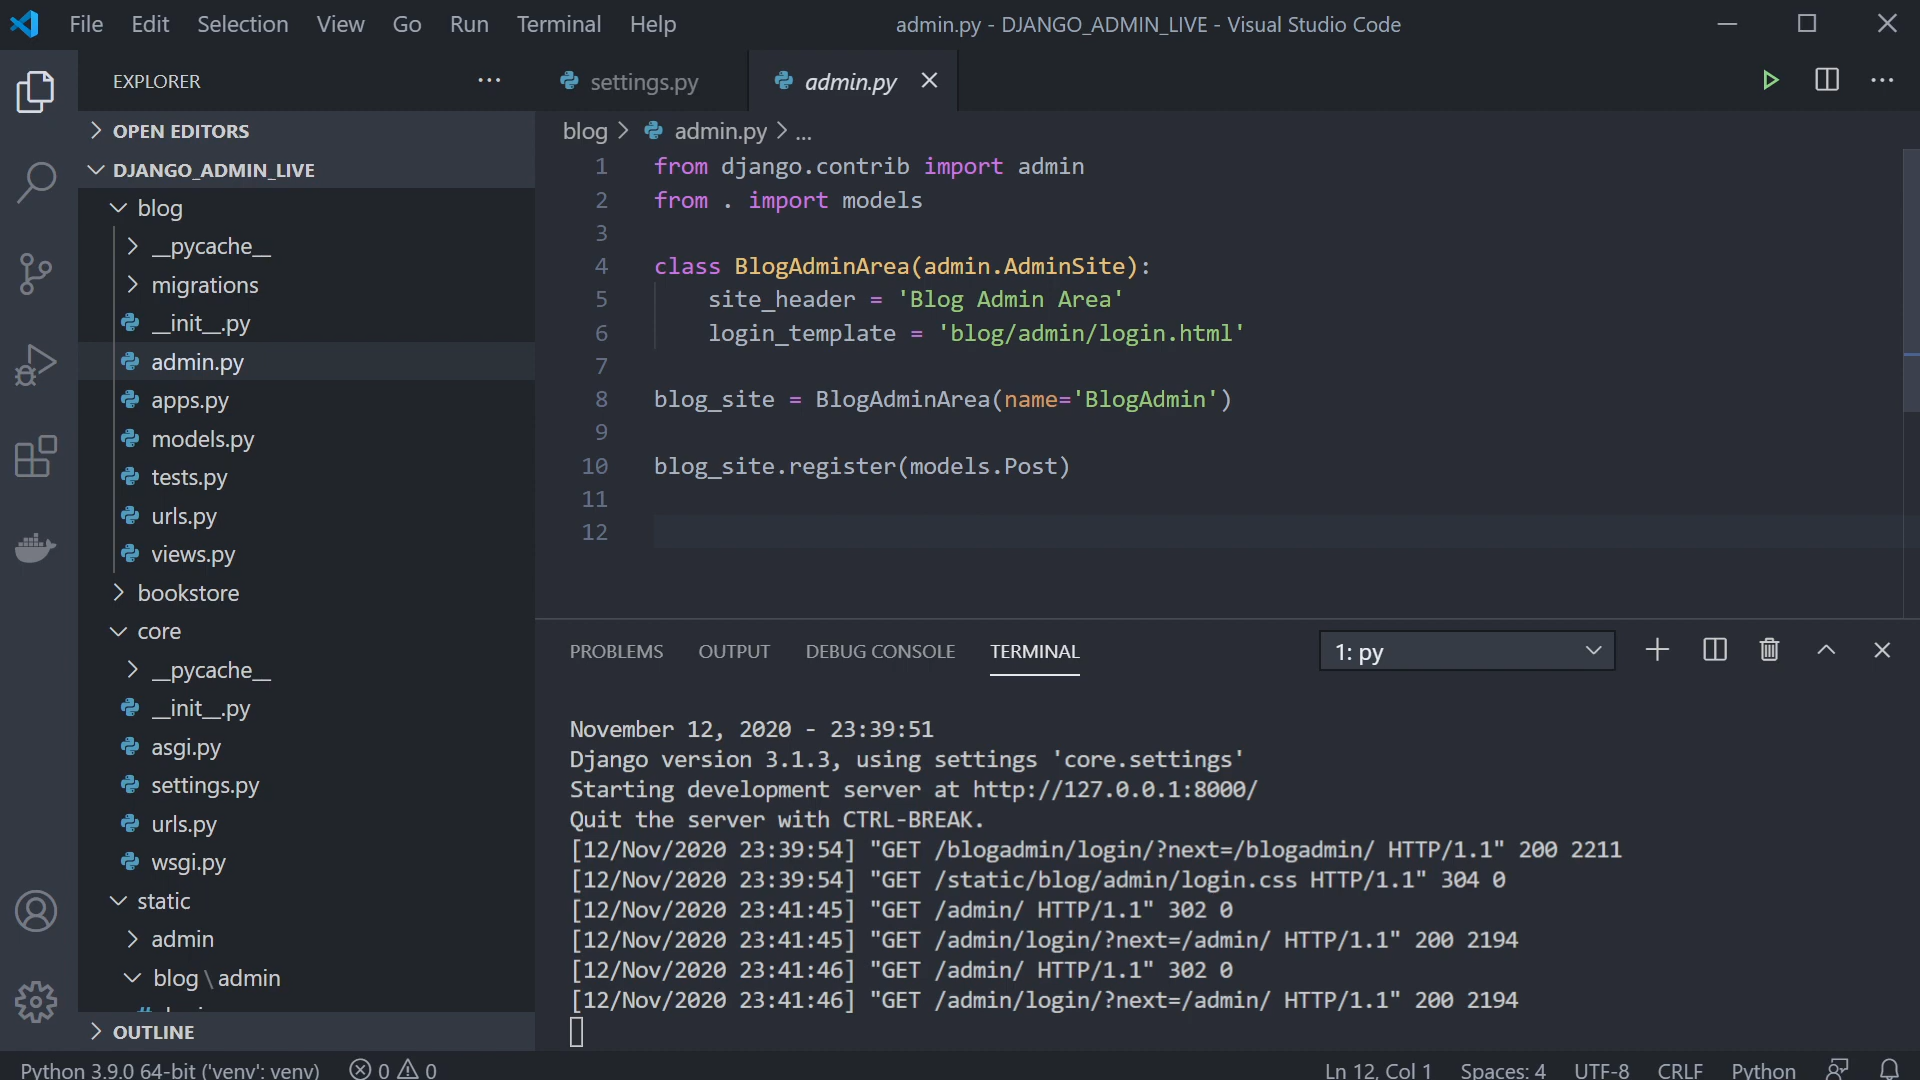 File Edit Selection View Go Run Terminal Help admin.py - DJANGO_ADMIN_LIVE - Visual Studio Code
EXPLORER
settings.py
admin.py
OPEN EDITORS
DJANGO_ADMIN_LIVE
blog
__pycache__
migrations
__init__.py
admin.py
apps.py
models.py
tests.py
urls.py
views.py
bookstore
core
__pycache__
__init__.py
asgi.py
settings.py
urls.py
wsgi.py
static
admin
blog \ admin
OUTLINE
blog > admin.py > ...
1 from django.contrib import admin
2 from . import models
3
4 class BlogAdminArea(admin.AdminSite):
5 site_header = 'Blog Admin Area'
6 login_template = 'blog/admin/login.html'
7
8 blog_site = BlogAdminArea(name='BlogAdmin')
9
10 blog_site.register(models.Post)
11
12
PROBLEMS OUTPUT DEBUG CONSOLE TERMINAL 1: py
November 12, 2020 - 23:39:51
Django version 3.1.3, using settings 'core.settings'
Starting development server at http://127.0.0.1:8000/
Quit the server with CTRL-BREAK.
[12/Nov/2020 23:39:54] "GET /blogadmin/login/?next=/blogadmin/ HTTP/1.1" 200 2211
[12/Nov/2020 23:39:54] "GET /static/blog/admin/login.css HTTP/1.1" 304 0
[12/Nov/2020 23:41:45] "GET /admin/ HTTP/1.1" 302 0
[12/Nov/2020 23:41:45] "GET /admin/login/?next=/admin/ HTTP/1.1" 200 2194
[12/Nov/2020 23:41:46] "GET /admin/ HTTP/1.1" 302 0
[12/Nov/2020 23:41:46] "GET /admin/login/?next=/admin/ HTTP/1.1" 200 2194
Python 3.9.0 64-bit ('venv': venv) 0 0 Ln 12, Col 1 Spaces: 4 UTF-8 CRLF Python